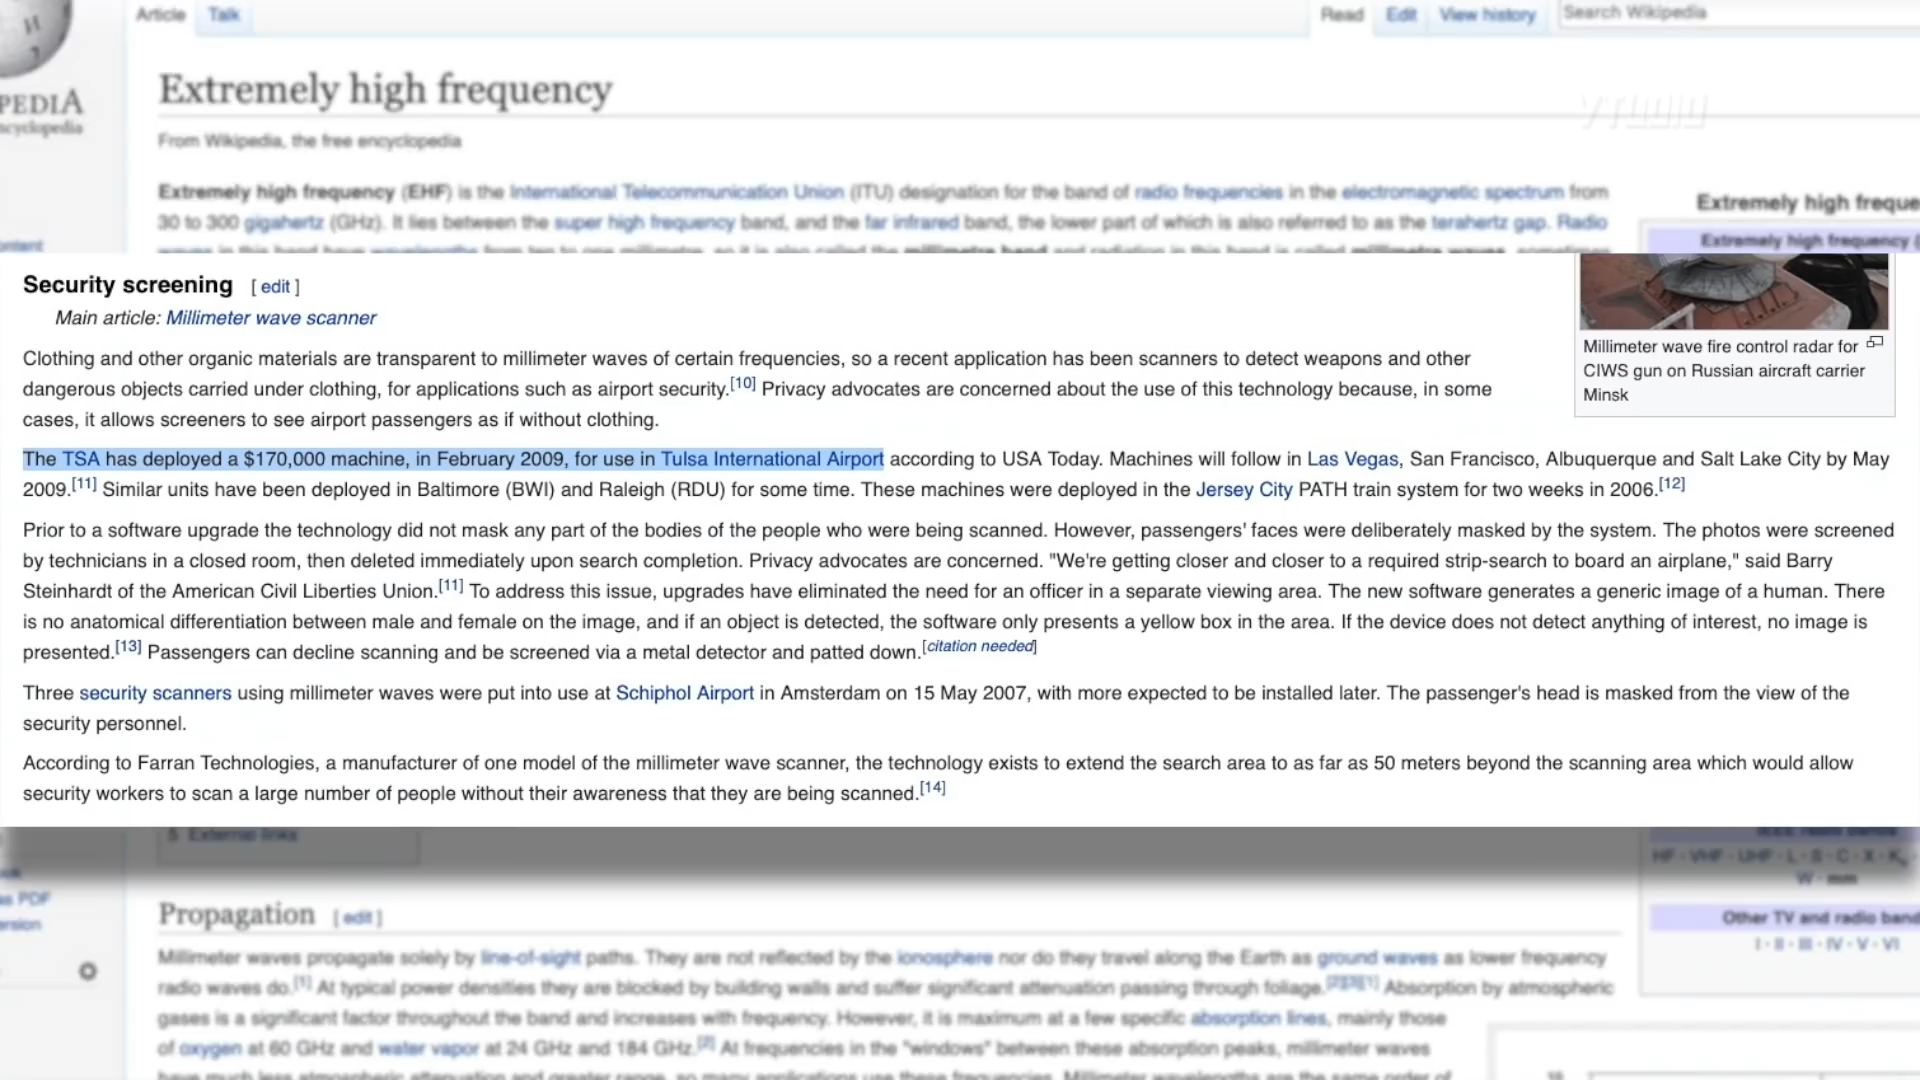 Article Talk Read Edit View history Search Wikipedia
PEDIA
Extremely high frequency
From Wikipedia, the free encyclopedia
Extremely high frequency (EHF) is the International Telecommunication Union (ITU) designation for the band of radio frequencies in the electromagnetic spectrum from
30 to 300 gigahertz (GHz). It lies between the super high frequency band, and the far infrared band, the lower part of which is also referred to as the terahertz gap. Radio
Extremely high freque
Extremely high frequency (
Security screening [ edit ]
Main article: Millimeter wave scanner
Clothing and other organic materials are transparent to millimeter waves of certain frequencies, so a recent application has been scanners to detect weapons and other
dangerous objects carried under clothing, for applications such as airport security.[10] Privacy advocates are concerned about the use of this technology because, in some
cases, it allows screeners to see airport passengers as if without clothing.
Millimeter wave fire control radar for
CIWS gun on Russian aircraft carrier
Minsk
The TSA has deployed a $170,000 machine, in February 2009, for use in Tulsa International Airport according to USA Today. Machines will follow in Las Vegas, San Francisco, Albuquerque and Salt Lake City by May
2009.[11] Similar units have been deployed in Baltimore (BWI) and Raleigh (RDU) for some time. These machines were deployed in the Jersey City PATH train system for two weeks in 2006.[12]
Prior to a software upgrade the technology did not mask any part of the bodies of the people who were being scanned. However, passengers' faces were deliberately masked by the system. The photos were screened
by technicians in a closed room, then deleted immediately upon search completion. Privacy advocates are concerned. "We're getting closer and closer to a required strip-search to board an airplane," said Barry
Steinhardt of the American Civil Liberties Union.[11] To address this issue, upgrades have eliminated the need for an officer in a separate viewing area. The new software generates a generic image of a human. There
is no anatomical differentiation between male and female on the image, and if an object is detected, the software only presents a yellow box in the area. If the device does not detect anything of interest, no image is
presented.[13] Passengers can decline scanning and be screened via a metal detector and patted down.[citation needed]
Three security scanners using millimeter waves were put into use at Schiphol Airport in Amsterdam on 15 May 2007, with more expected to be installed later. The passenger's head is masked from the view of the
security personnel.
According to Farran Technologies, a manufacturer of one model of the millimeter wave scanner, the technology exists to extend the search area to as far as 50 meters beyond the scanning area which would allow
security workers to scan a large number of people without their awareness that they are being scanned.[14]
5 External links
Propagation [ edit ]
Millimeter waves propagate solely by line-of-sight paths. They are not reflected by the ionosphere nor do they travel along the Earth as ground waves as lower frequency
radio waves do.[1] At typical power densities they are blocked by building walls and suffer significant attenuation passing through foliage.[2][3][1] Absorption by atmospheric
gases is a significant factor throughout the band and increases with frequency. However, it is maximum at a few specific absorption lines, mainly those
of oxygen at 60 GHz and water vapor at 24 GHz and 184 GHz.[2] At frequencies in the "windows" between these absorption peaks, millimeter waves
HF · VHF · UHF · L · S · C · X · K
W · mm
Other TV and radio band
I · II · III · IV · V · VI